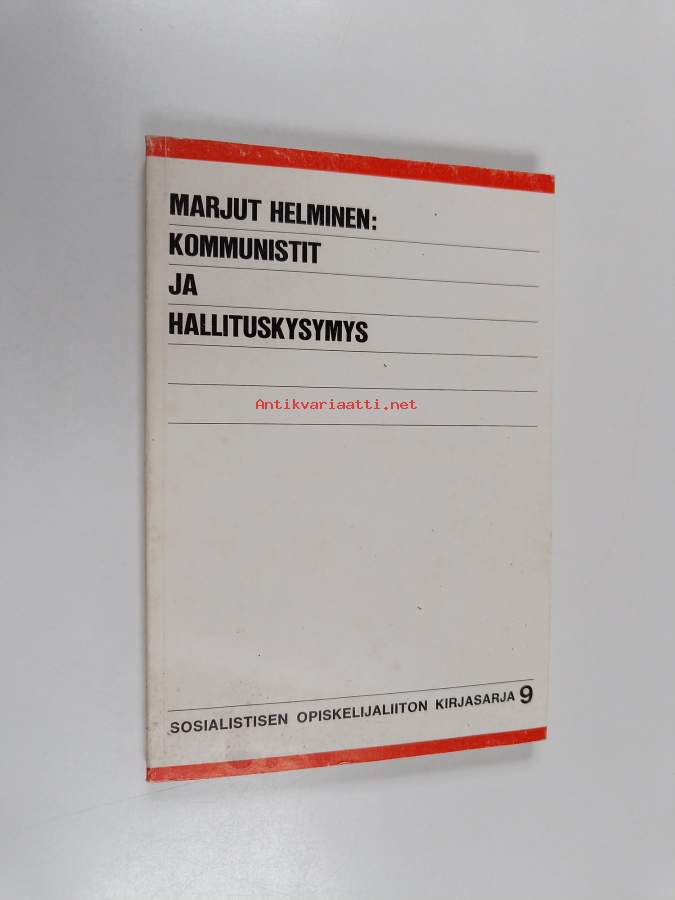 MARJUT HELMINEN:
KOMMUNISTIT
JA
HALLITUSKYSYMYS
Antikvariaatti.net
SOSIALISTISEN OPISKELIJALIITON KIRJASARJA 9